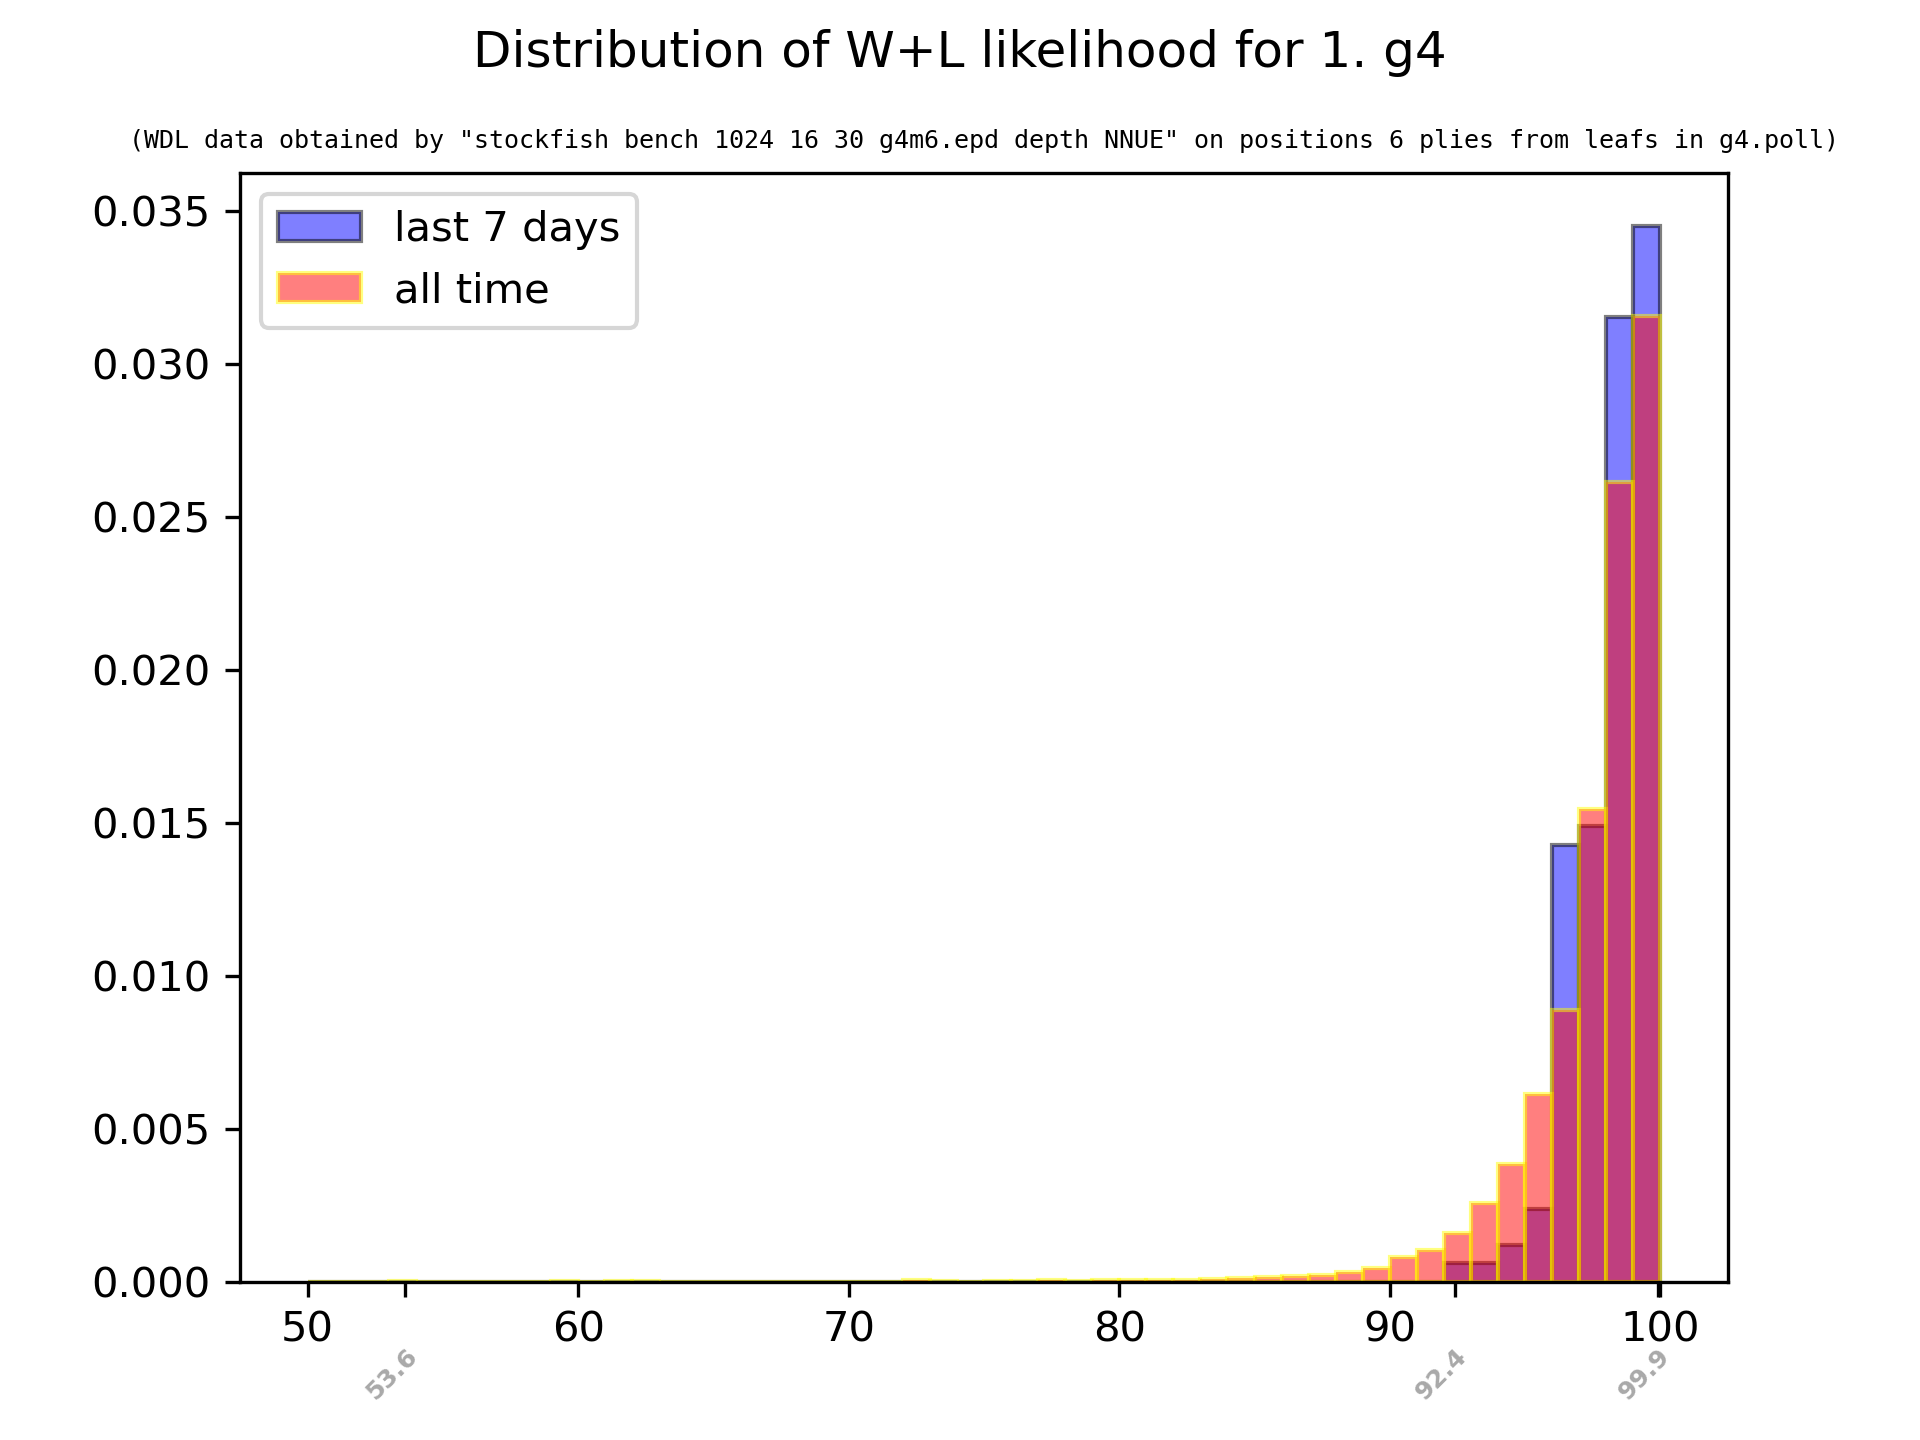 Distribution of W+L likelihood for 1. g4
(WDL data obtained by "stockfish bench 1024 16 30 g4m6.epd depth NNUE" on positions 6 plies from leafs in g4.poll)
last 7 days
all time
0.035
0.030
0.025
0.020
0.015
0.010
0.005
0.000
50 60 70 80 90 100
53.6 92.4 99.9